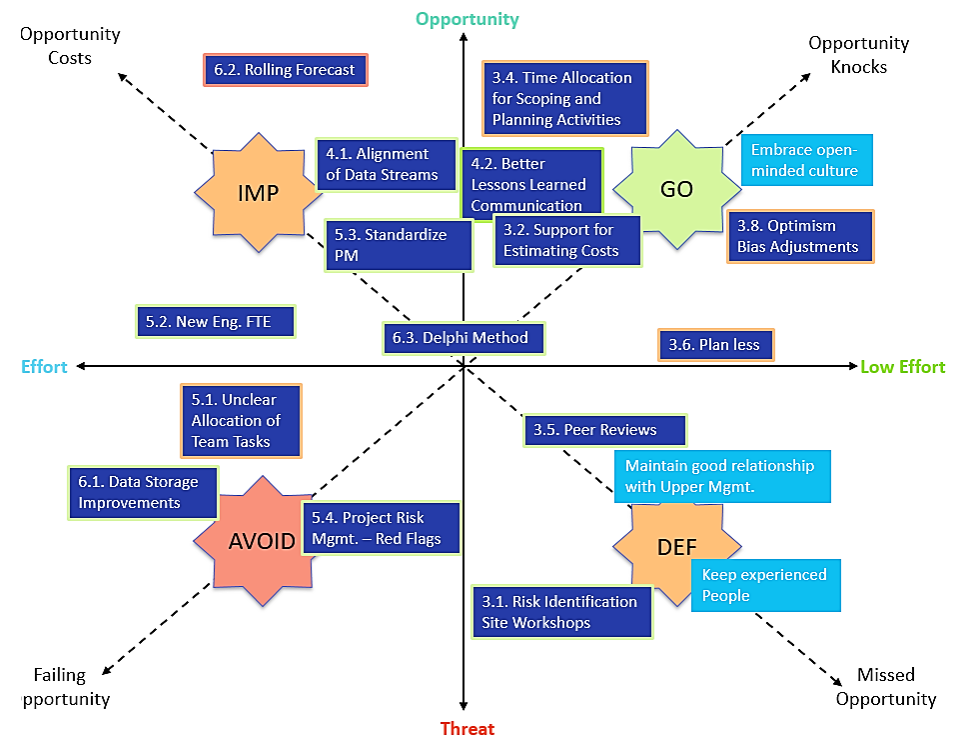 Opportunity
Opportunity
Costs
Opportunity
Knocks
6.2. Rolling Forecast
3.4. Time Allocation
for Scoping and
Planning Activities
Embrace open-
minded culture
4.1. Alignment
of Data Streams
4.2. Better
Lessons Learned
Communication
IMP
GO
5.3. Standardize
PM
3.2. Support for
Estimating Costs
3.8. Optimism
Bias Adjustments
5.2. New Eng. FTE
6.3. Delphi Method
3.6. Plan less
Effort
Low Effort
5.1. Unclear
Allocation of
Team Tasks
3.5. Peer Reviews
6.1. Data Storage
Improvements
Maintain good relationship
with Upper Mgmt.
AVOID
5.4. Project Risk
Mgmt. – Red Flags
DEF
Keep experienced
People
3.1. Risk Identification
Site Workshops
Failing
pportunity
Missed
Opportunity
Threat